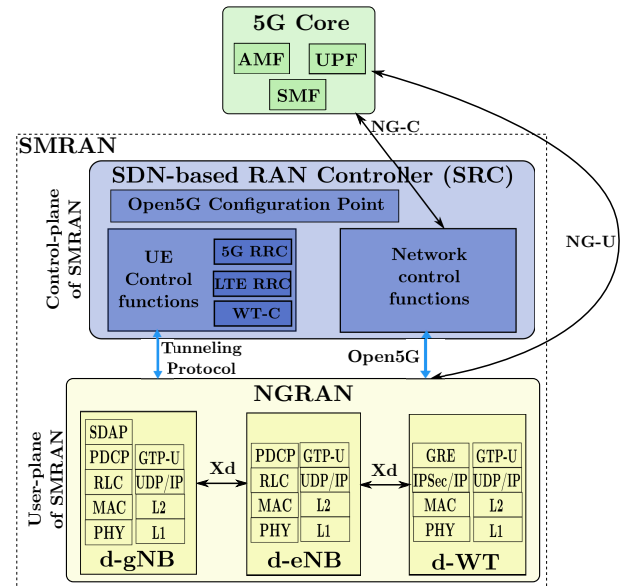 5G Core
AMF
UPF
SMF
NG-C
SMRAN
SDN-based RAN Controller (SRC)
Open5G Configuration Point
UE
Control
functions
5G RRC
LTE RRC
WT-C
Network
control
functions
NG-U
Control-plane
of SMRAN
Tunneling
Protocol
Open5G
NGRAN
User-plane
of SMRAN
SDAP
PDCP
GTP-U
RLC
UDP/IP
MAC
L2
PHY
L1
d-gNB
Xd
PDCP
GTP-U
RLC
UDP/IP
MAC
L2
PHY
L1
d-eNB
Xd
GRE
GTP-U
IPSec/IP
UDP/IP
MAC
L2
PHY
L1
d-WT